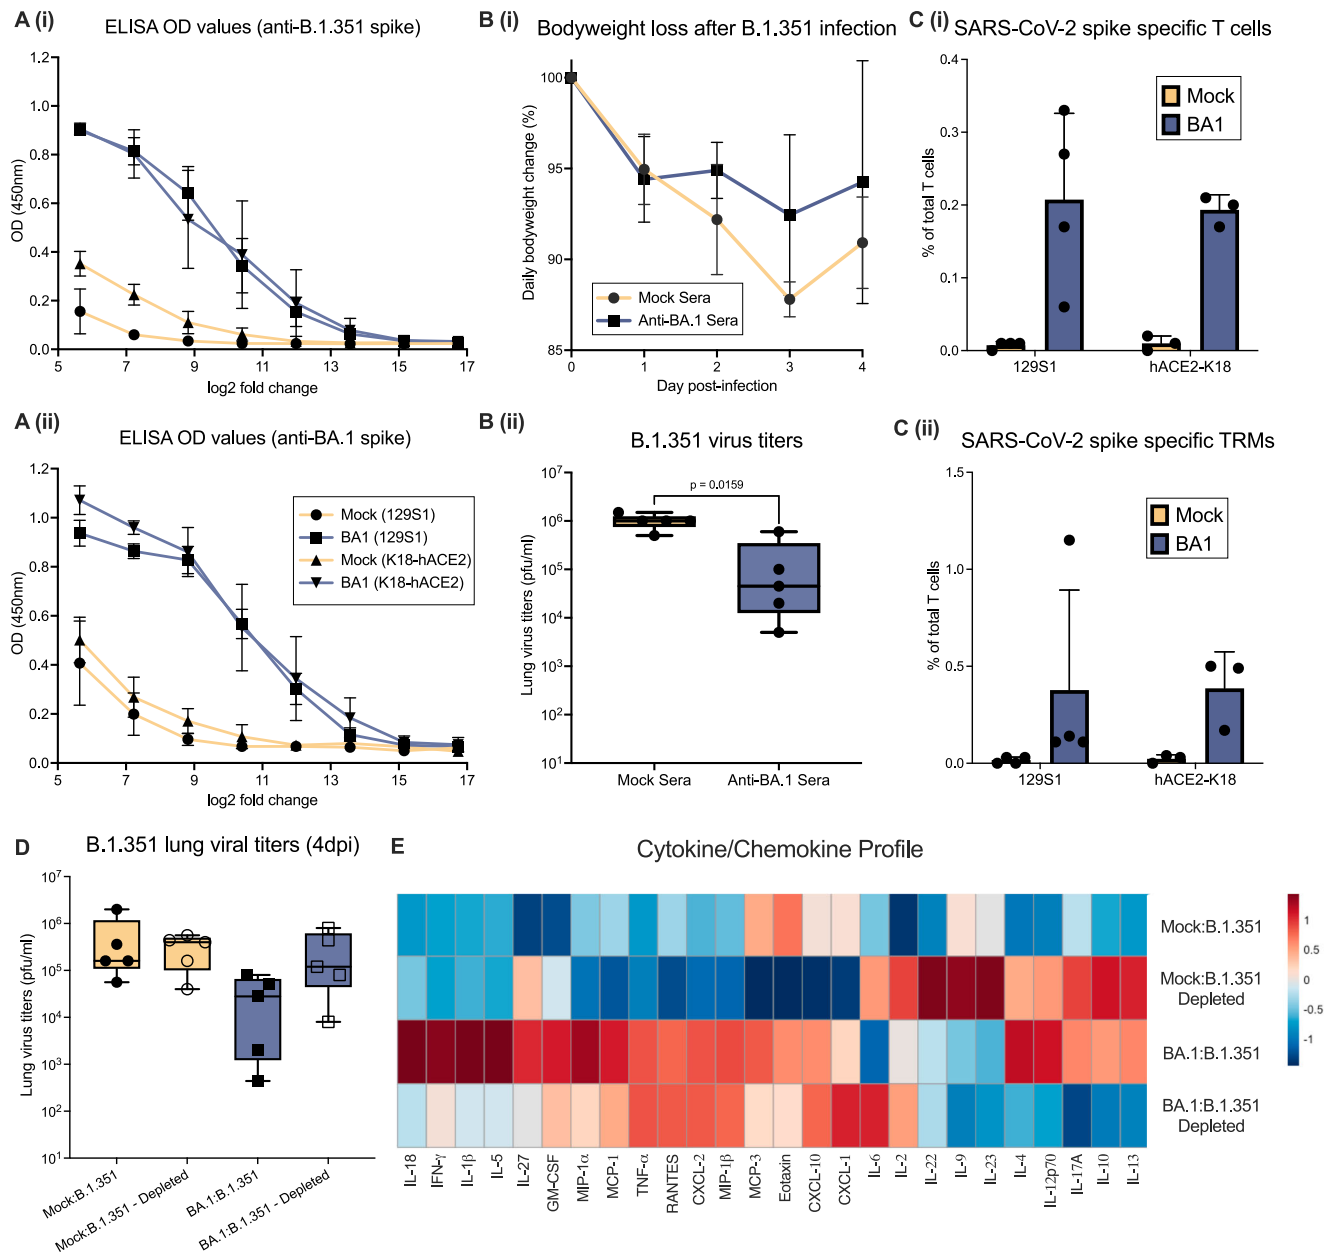 A (i)
ELISA OD values (anti-B.1.351 spike)
1.2
1.0
0.8
0.6
0.4
0.2
0.0
OD (450nm)
5 7 9 11 13 15 17
log2 fold change
B (i)
Bodyweight loss after B.1.351 infection
100
95
90
85
Daily bodyweight change (%)
Mock Sera
Anti-BA.1 Sera
0 1 2 3 4
Day post-infection
C (i)
SARS-CoV-2 spike specific T cells
0.4
0.3
0.2
0.1
0.0
% of total T cells
Mock
BA1
129S1 hACE2-K18
A (ii)
ELISA OD values (anti-BA.1 spike)
1.2
1.0
0.8
0.6
0.4
0.2
0.0
OD (450nm)
Mock (129S1)
BA1 (129S1)
Mock (K18-hACE2)
BA1 (K18-hACE2)
5 7 9 11 13 15 17
log2 fold change
B (ii)
B.1.351 virus titers
p = 0.0159
10⁷
10⁶
10⁵
10⁴
10³
10²
10¹
Lung virus titers (pfu/ml)
Mock Sera Anti-BA.1 Sera
C (ii)
SARS-CoV-2 spike specific TRMs
1.5
1.0
0.5
0.0
% of total T cells
Mock
BA1
129S1 hACE2-K18
D
B.1.351 lung viral titers (4dpi)
10⁷
10⁶
10⁵
10⁴
10³
10²
10¹
Lung virus titers (pfu/ml)
Mock:B.1.351
Mock:B.1.351 - Depleted
BA.1:B.1.351
BA.1:B.1.351 - Depleted
E
Cytokine/Chemokine Profile
Mock:B.1.351
Mock:B.1.351
Depleted
BA.1:B.1.351
BA.1:B.1.351
Depleted
1
0.5
0
-0.5
-1
IL-18
IFN-γ
IL-1β
IL-5
IL-27
GM-CSF
MIP-1α
MCP-1
TNF-α
RANTES
CXCL-2
MIP-1β
MCP-3
Eotaxin
CXCL-10
CXCL-1
IL-6
IL-2
IL-22
IL-9
IL-23
IL-4
IL-12p70
IL-17A
IL-10
IL-13